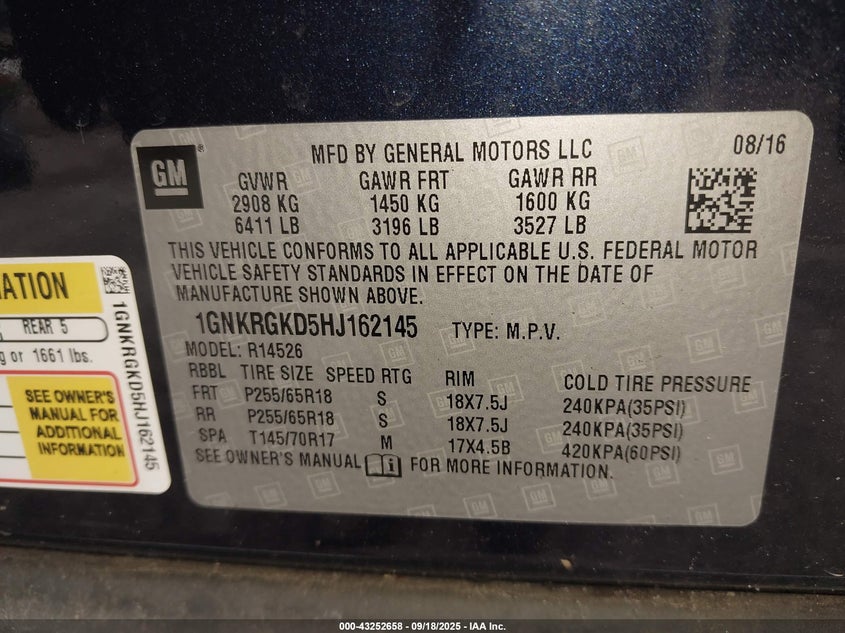 GM
MFD BY GENERAL MOTORS LLC 08/16
GVWR GAWR FRT GAWR RR
2908 KG 1450 KG 1600 KG
6411 LB 3196 LB 3527 LB
THIS VEHICLE CONFORMS TO ALL APPLICABLE U.S. FEDERAL MOTOR
VEHICLE SAFETY STANDARDS IN EFFECT ON THE DATE OF
MANUFACTURE SHOWN ABOVE.
1GNKRGKD5HJ162145 TYPE: M.P.V.
MODEL: R14526
RBBL TIRE SIZE SPEED RTG RIM COLD TIRE PRESSURE
FRT P255/65R18 S 18X7.5J 240KPA(35PSI)
RR P255/65R18 S 18X7.5J 240KPA(35PSI)
SPA T145/70R17 M 17X4.5B 420KPA(60PSI)
SEE OWNER'S MANUAL FOR MORE INFORMATION.
REAR 5
or 1661 lbs.
SEE OWNER'S
MANUAL FOR
ADDITIONAL
INFORMATION
1GNKRGKD5HJ162145
000-43252658 - 09/18/2025 - IAA Inc.